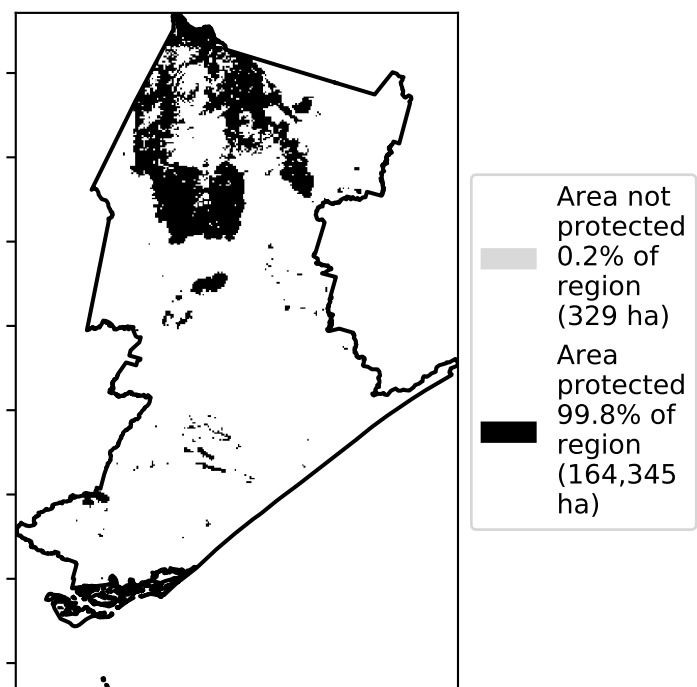 Area not
protected
0.2% of
region
(329 ha)
Area
protected
99.8% of
region
(164,345
ha)